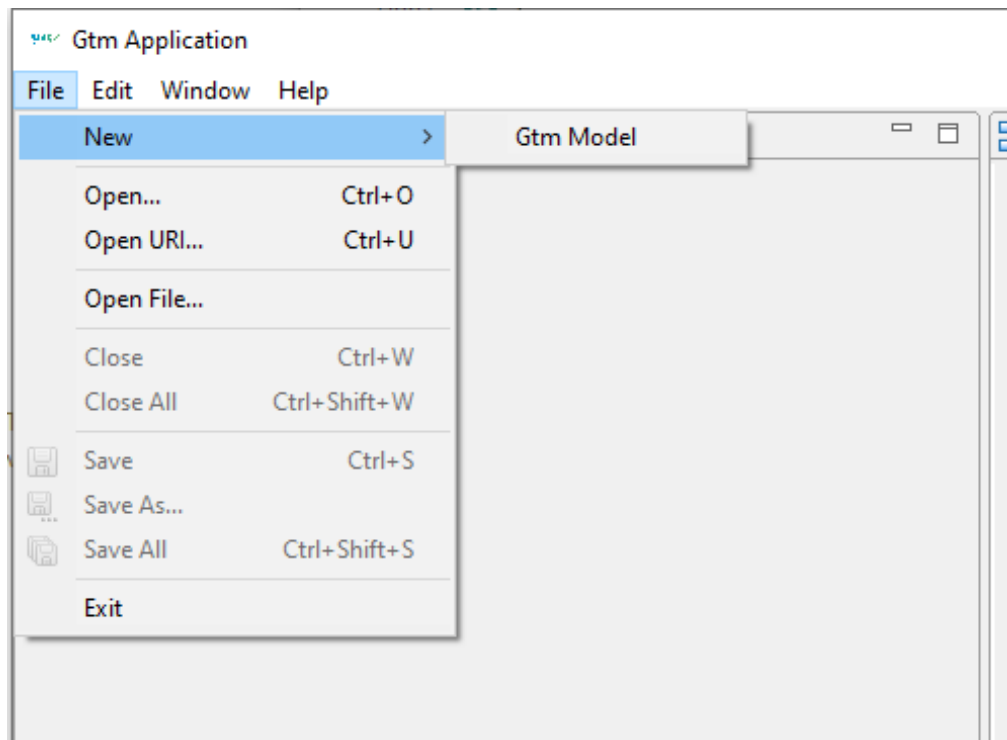 Gtm Application
File Edit Window Help
New > Gtm Model
Open... Ctrl+O
Open URI... Ctrl+U
Open File...
Close Ctrl+W
Close All Ctrl+Shift+W
Save Ctrl+S
Save As...
Save All Ctrl+Shift+S
Exit